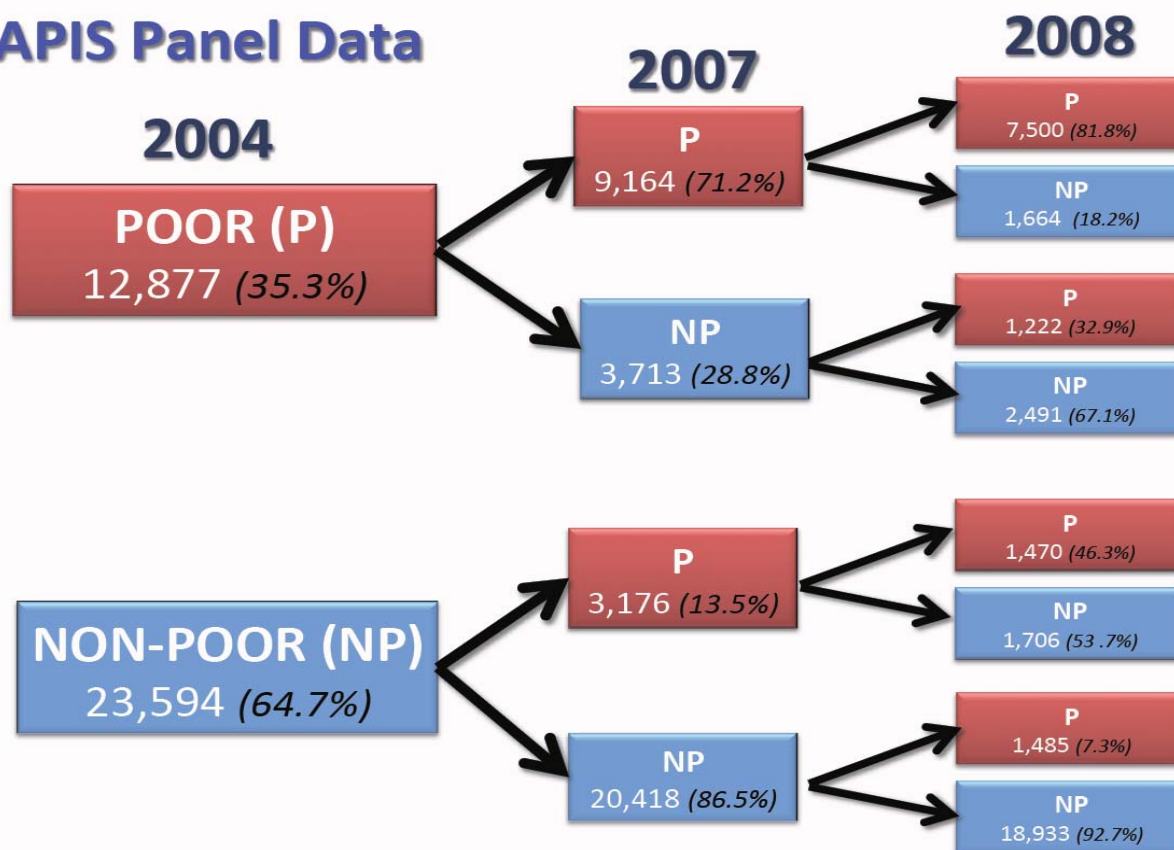 APIS Panel Data
2004
2007
2008
POOR (P)
12,877 (35.3%)
P
9,164 (71.2%)
P
7,500 (81.8%)
NP
1,664 (18.2%)
NP
3,713 (28.8%)
P
1,222 (32.9%)
NP
2,491 (67.1%)
NON-POOR (NP)
23,594 (64.7%)
P
3,176 (13.5%)
P
1,470 (46.3%)
NP
1,706 (53 .7%)
NP
20,418 (86.5%)
P
1,485 (7.3%)
NP
18,933 (92.7%)